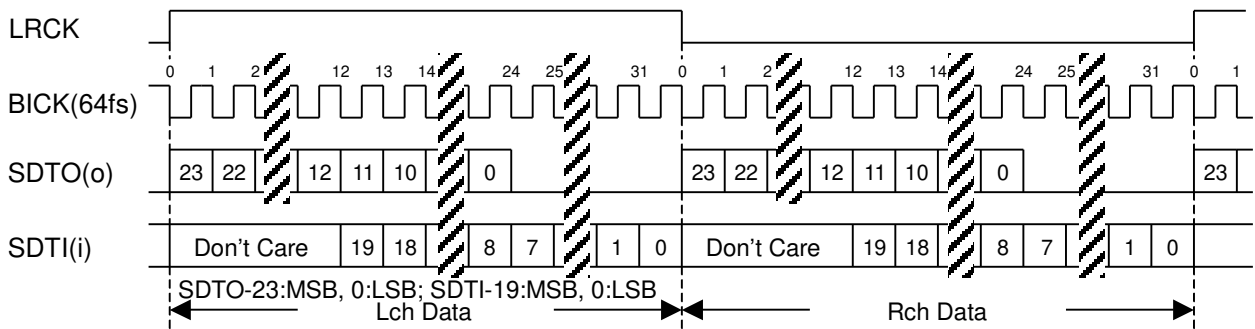 LRCK
0 1 2 12 13 14 24 25 31 0 1 2 12 13 14 24 25 31 0 1
BICK(64fs)
SDTO(o) 23 22 12 11 10 0 23 22 12 11 10 0 23
SDTI(i) Don't Care 19 18 8 7 1 0 Don't Care 19 18 8 7 1 0
SDTO-23:MSB, 0:LSB; SDTI-19:MSB, 0:LSB
Lch Data Rch Data